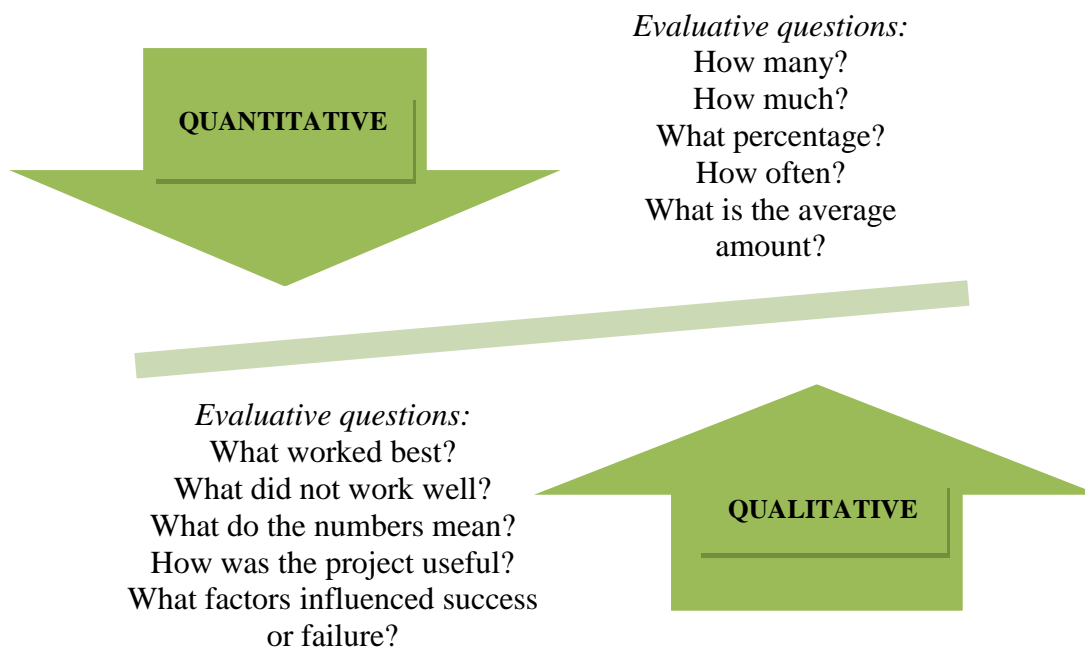 QUANTITATIVE
Evaluative questions:
How many?
How much?
What percentage?
How often?
What is the average
amount?
Evaluative questions:
What worked best?
What did not work well?
What do the numbers mean?
How was the project useful?
What factors influenced success
or failure?
QUALITATIVE